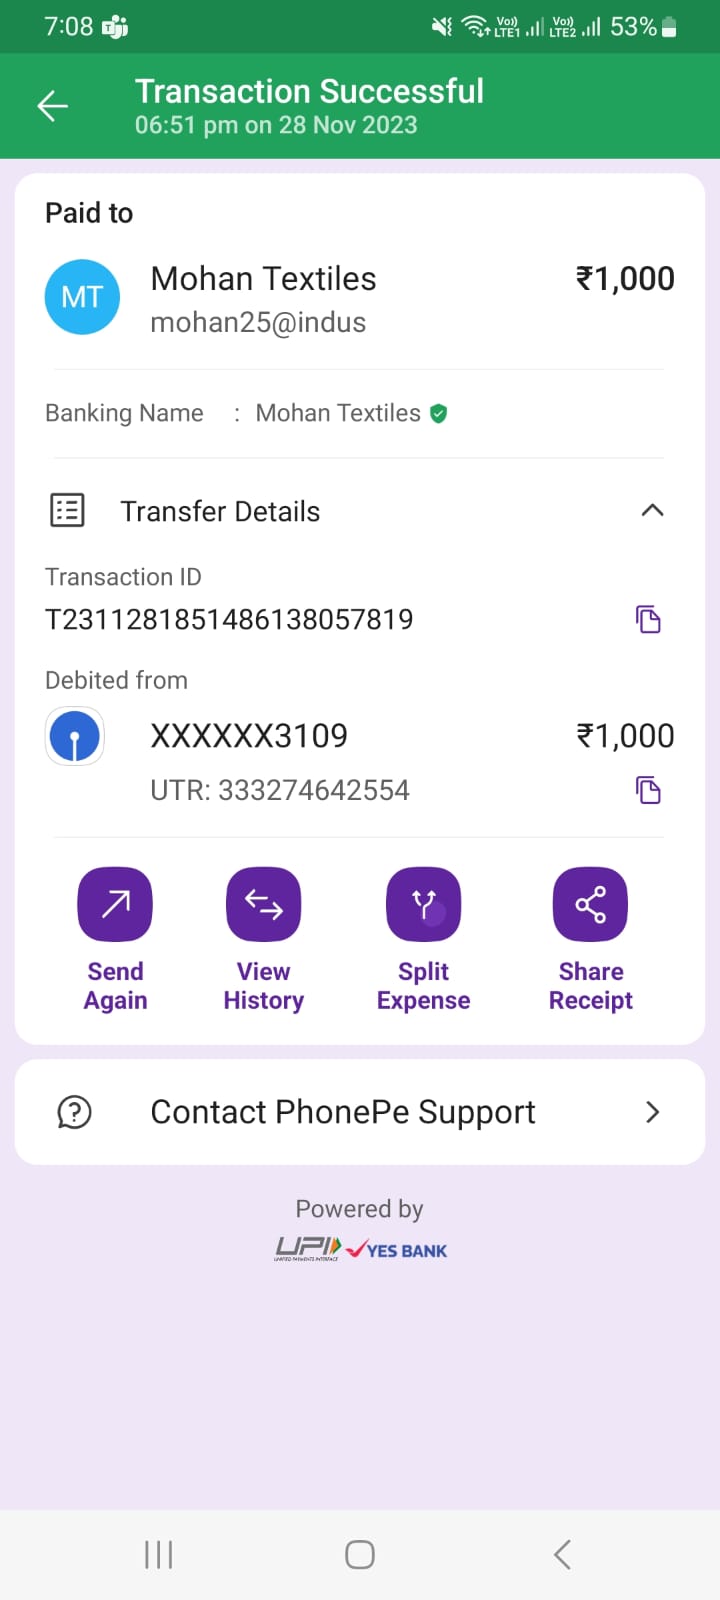 7:08 Vo)) LTE1 Vo)) LTE2 53%
Transaction Successful
06:51 pm on 28 Nov 2023
Paid to
MT Mohan Textiles ₹1,000
mohan25@indus
Banking Name : Mohan Textiles
Transfer Details
Transaction ID
T2311281851486138057819
Debited from
XXXXXX3109 ₹1,000
UTR: 333274642554
Send Again
View History
Split Expense
Share Receipt
Contact PhonePe Support
Powered by
UPI YES BANK
UNIFIED PAYMENTS INTERFACE